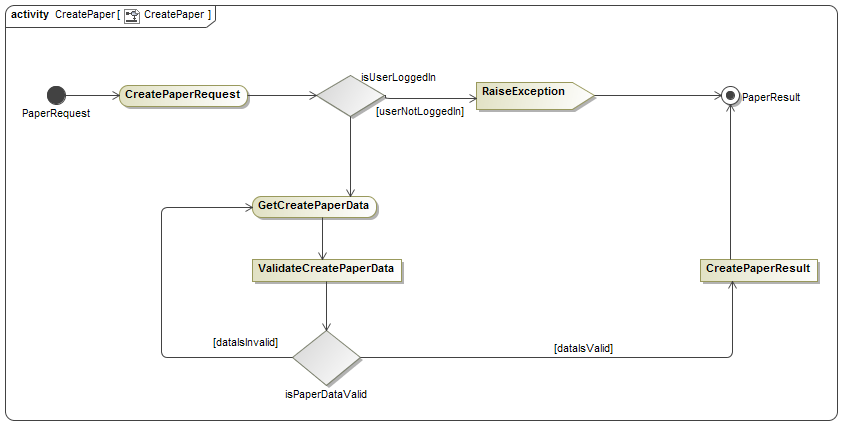 activity CreatePaper [ CreatePaper ]
isUserLoggedIn
CreatePaperRequest
RaiseException
PaperRequest
[userNotLoggedIn]
PaperResult
GetCreatePaperData
ValidateCreatePaperData
CreatePaperResult
[dataIsInvalid]
[dataIsValid]
isPaperDataValid